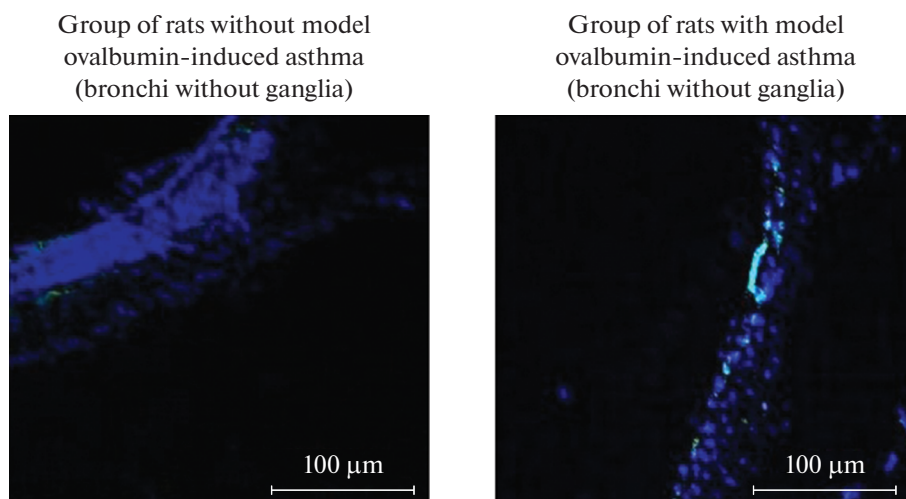 Group of rats without model
ovalbumin-induced asthma
(bronchi without ganglia)
Group of rats with model
ovalbumin-induced asthma
(bronchi without ganglia)
100 μm
100 μm